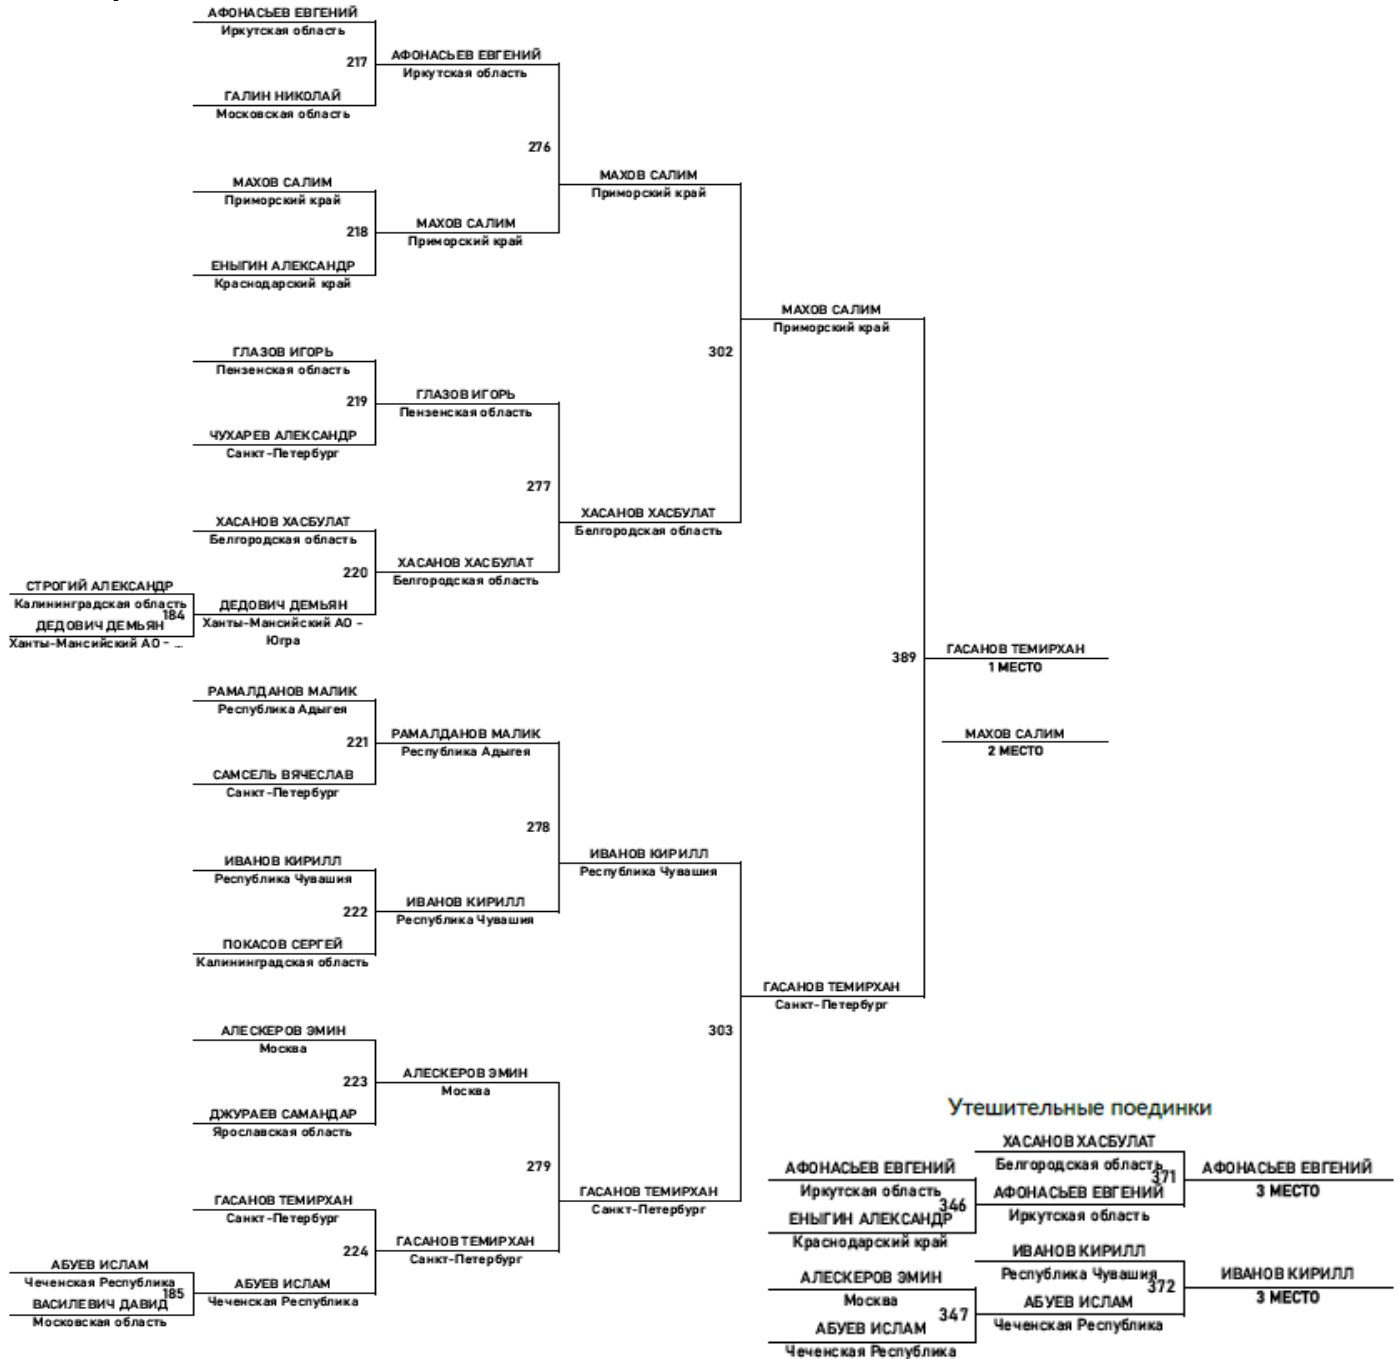 АФОНАСЬЕВ ЕВГЕНИЙ
Иркутская область
217
АФОНАСЬЕВ ЕВГЕНИЙ
Иркутская область
ГАЛИН НИКОЛАЙ
Московская область
276
МАХОВ САЛИМ
Приморский край
МАХОВ САЛИМ
Приморский край
218
МАХОВ САЛИМ
Приморский край
ЕНЫГИН АЛЕКСАНДР
Краснодарский край
МАХОВ САЛИМ
Приморский край
302
ГЛАЗОВ ИГОРЬ
Пензенская область
219
ГЛАЗОВ ИГОРЬ
Пензенская область
ЧУХАРЕВ АЛЕКСАНДР
Санкт-Петербург
277
ХАСАНОВ ХАСБУЛАТ
Белгородская область
ХАСАНОВ ХАСБУЛАТ
Белгородская область
220
ХАСАНОВ ХАСБУЛАТ
Белгородская область
СТРОГИЙ АЛЕКСАНДР
Калининградская область
184
ДЕДОВИЧ ДЕМЬЯН
Ханты-Мансийский АО - ...
ДЕДОВИЧ ДЕМЬЯН
Ханты-Мансийский АО -
Югра
389
ГАСАНОВ ТЕМИРХАН
1 МЕСТО
МАХОВ САЛИМ
2 МЕСТО
РАМАЛДАНОВ МАЛИК
Республика Адыгея
221
РАМАЛДАНОВ МАЛИК
Республика Адыгея
САМСЕЛЬ ВЯЧЕСЛАВ
Санкт-Петербург
278
ИВАНОВ КИРИЛЛ
Республика Чувашия
ИВАНОВ КИРИЛЛ
Республика Чувашия
222
ИВАНОВ КИРИЛЛ
Республика Чувашия
ПОКАСОВ СЕРГЕЙ
Калининградская область
ГАСАНОВ ТЕМИРХАН
Санкт-Петербург
303
АЛЕСКЕРОВ ЭМИН
Москва
223
АЛЕСКЕРОВ ЭМИН
Москва
ДЖУРАЕВ САМАНДАР
Ярославская область
279
ГАСАНОВ ТЕМИРХАН
Санкт-Петербург
ГАСАНОВ ТЕМИРХАН
Санкт-Петербург
224
ГАСАНОВ ТЕМИРХАН
Санкт-Петербург
АБУЕВ ИСЛАМ
Чеченская Республика
185
ВАСИЛЕВИЧ ДАВИД
Московская область
АБУЕВ ИСЛАМ
Чеченская Республика
Утешительные поединки
ХАСАНОВ ХАСБУЛАТ
Белгородская область
371
АФОНАСЬЕВ ЕВГЕНИЙ
Иркутская область
346
ЕНЫГИН АЛЕКСАНДР
Краснодарский край
АФОНАСЬЕВ ЕВГЕНИЙ
Иркутская область
АФОНАСЬЕВ ЕВГЕНИЙ
3 МЕСТО
ИВАНОВ КИРИЛЛ
Республика Чувашия
372
АЛЕСКЕРОВ ЭМИН
Москва
347
АБУЕВ ИСЛАМ
Чеченская Республика
АБУЕВ ИСЛАМ
Чеченская Республика
ИВАНОВ КИРИЛЛ
3 МЕСТО